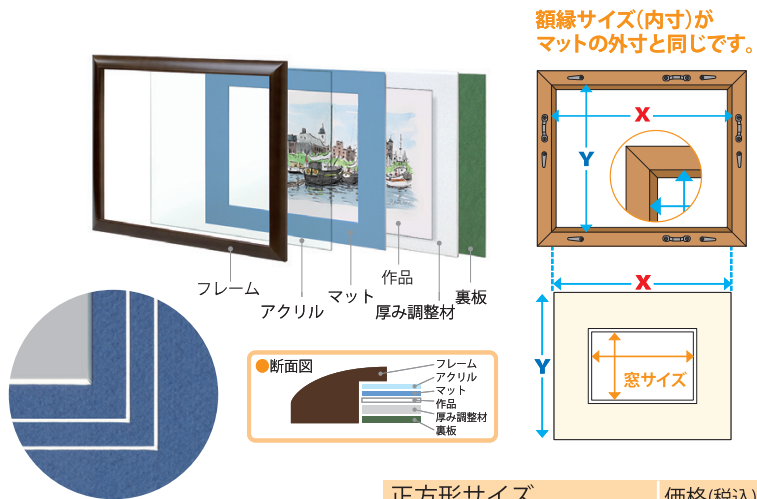 額縁サイズ(内寸)が
マットの外寸と同じです。
X
Y
フレーム
アクリル
マット
作品
厚み調整材
裏板
X
Y
窓サイズ
●断面図
フレーム
アクリル
マット
作品
厚み調整材
裏板
正方形サイズ
価格(税込)